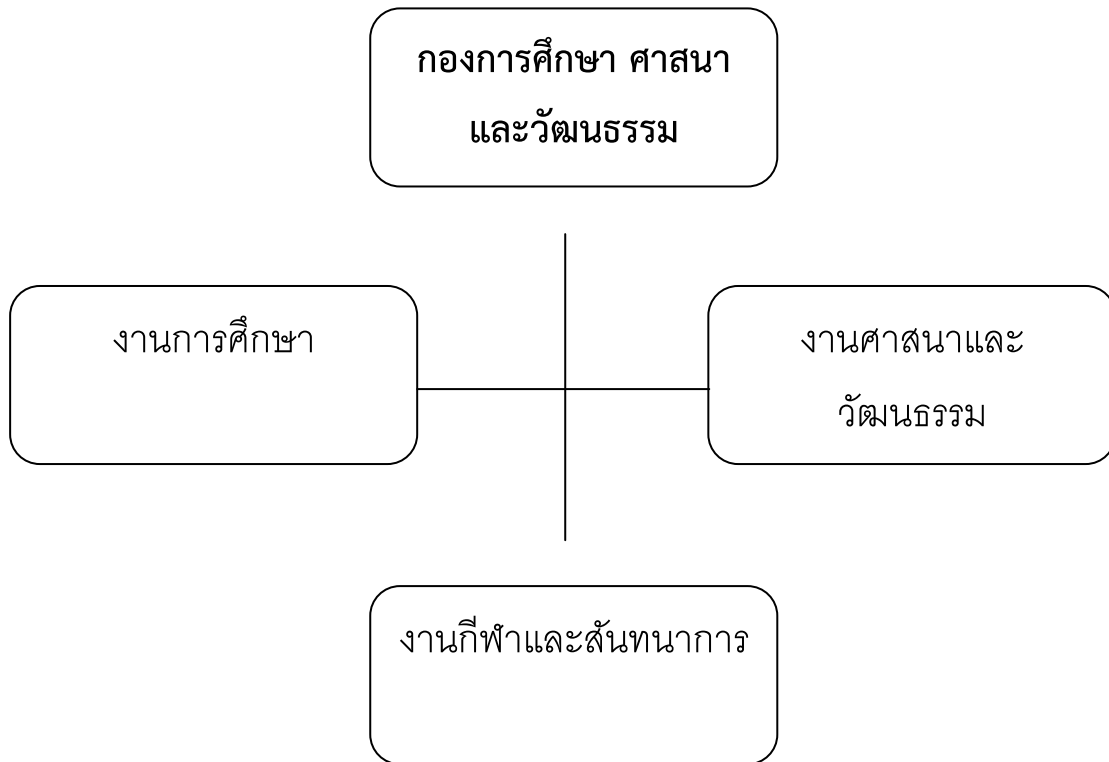 กองการศึกษา ศาสนา
และวัฒนธรรม
งานการศึกษา
งานศาสนาและ
วัฒนธรรม
งานกีฬาและสันทนาการ